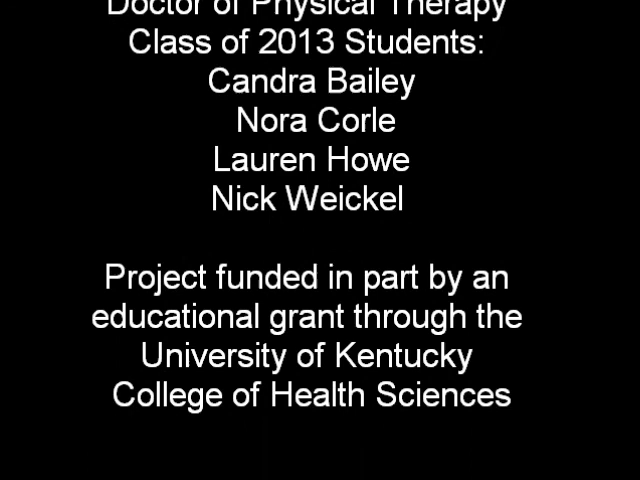 Doctor of Physical Therapy
Class of 2013 Students:
Candra Bailey
Nora Corle
Lauren Howe
Nick Weickel
Project funded in part by an
educational grant through the
University of Kentucky
College of Health Sciences